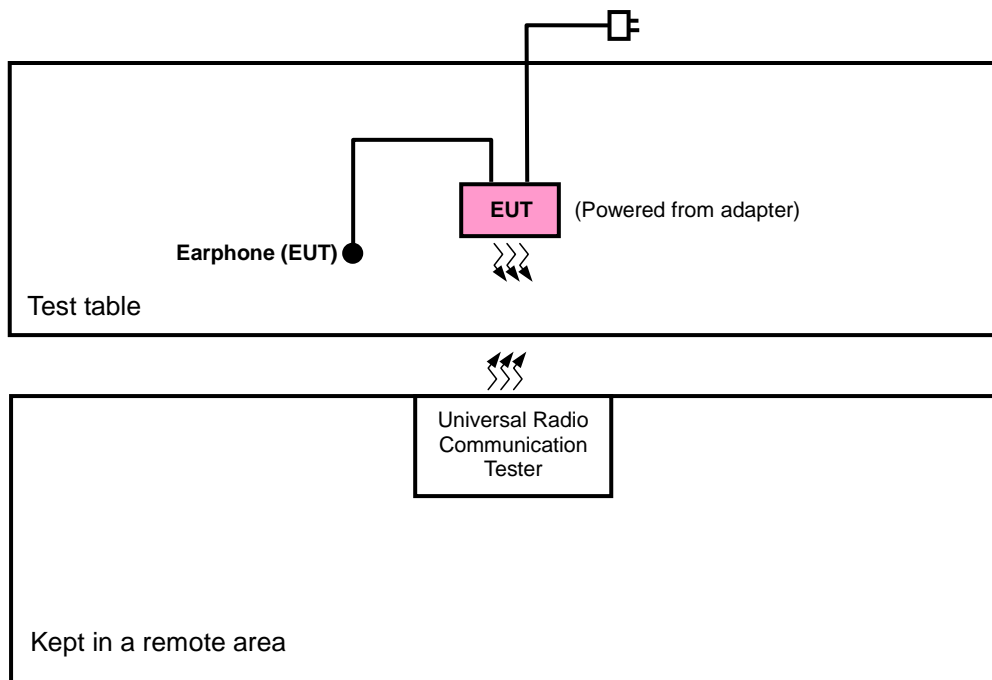 EUT
(Powered from adapter)
Earphone (EUT)
Test table
Universal Radio
Communication
Tester
Kept in a remote area